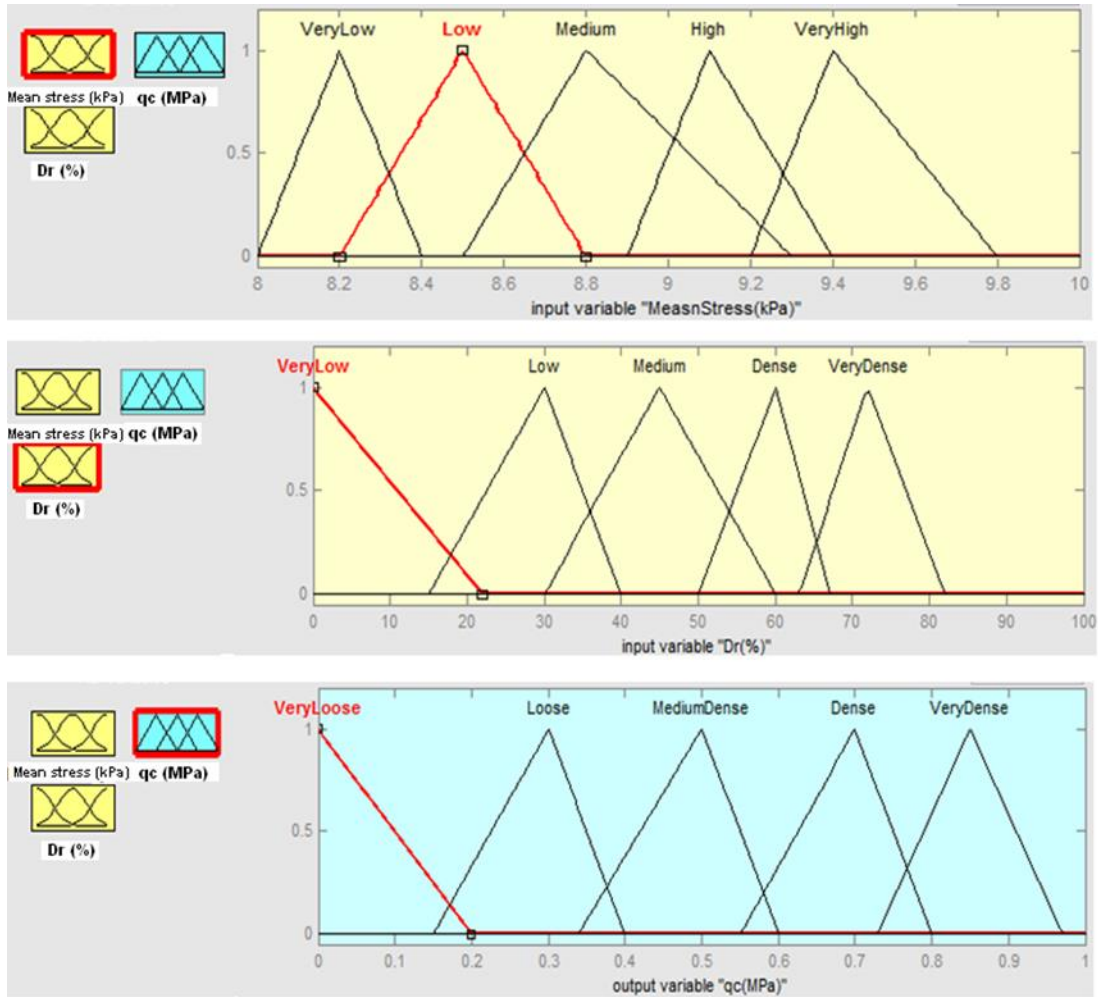 VeryLow Low Medium High VeryHigh
Mean stress (kPa) qc (MPa)
Dr (%)
1
0.5
0
8 8.2 8.4 8.6 8.8 9 9.2 9.4 9.6 9.8 10
input variable "MeasnStress(kPa)"
VeryLow Low Medium Dense VeryDense
Mean stress (kPa) qc (MPa)
Dr (%)
1
0.5
0
0 10 20 30 40 50 60 70 80 90 100
input variable "Dr(%)"
VeryLoose Loose MediumDense Dense VeryDense
Mean stress (kPa) qc (MPa)
Dr (%)
1
0.5
0
0 0.1 0.2 0.3 0.4 0.5 0.6 0.7 0.8 0.9 1
output variable "qc(MPa)"